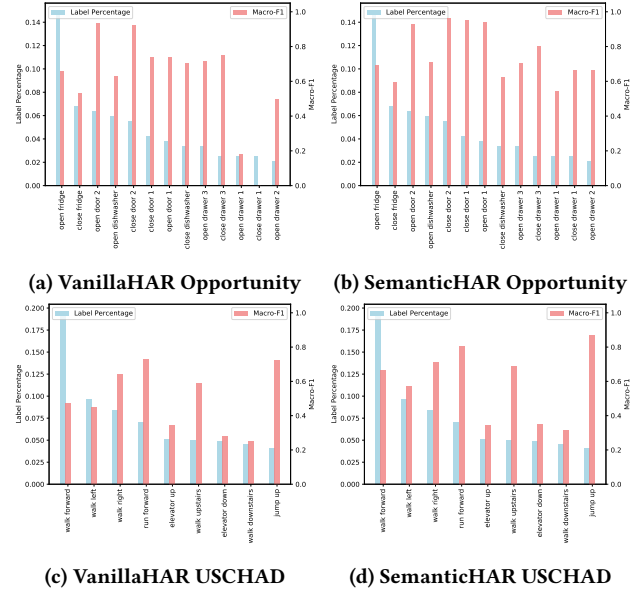 Label Percentage
Macro-F1
0.14
0.12
0.10
0.08
0.06
0.04
0.02
0.00
Label Percentage
1.0
0.8
0.6
0.4
0.2
0.0
Macro-F1
open fridge
close fridge
open door 2
open dishwasher
close door 2
close door 1
open door 1
close dishwasher
open drawer 3
close drawer 3
open drawer 1
close drawer 1
open drawer 2
(a) VanillaHAR Opportunity
Label Percentage
Macro-F1
0.14
0.12
0.10
0.08
0.06
0.04
0.02
0.00
Label Percentage
1.0
0.8
0.6
0.4
0.2
0.0
Macro-F1
open fridge
close fridge
open door 2
open dishwasher
close door 2
close door 1
open door 1
close dishwasher
open drawer 3
close drawer 3
open drawer 1
close drawer 1
open drawer 2
(b) SemanticHAR Opportunity
Label Percentage
Macro-F1
0.200
0.175
0.150
0.125
0.100
0.075
0.050
0.025
0.000
Label Percentage
1.0
0.8
0.6
0.4
0.2
0.0
Macro-F1
walk forward
walk left
walk right
run forward
elevator up
walk upstairs
elevator down
walk downstairs
jump up
(c) VanillaHAR USCHAD
Label Percentage
Macro-F1
0.200
0.175
0.150
0.125
0.100
0.075
0.050
0.025
0.000
Label Percentage
1.0
0.8
0.6
0.4
0.2
0.0
Macro-F1
walk forward
walk left
walk right
run forward
elevator up
walk upstairs
elevator down
walk downstairs
jump up
(d) SemanticHAR USCHAD